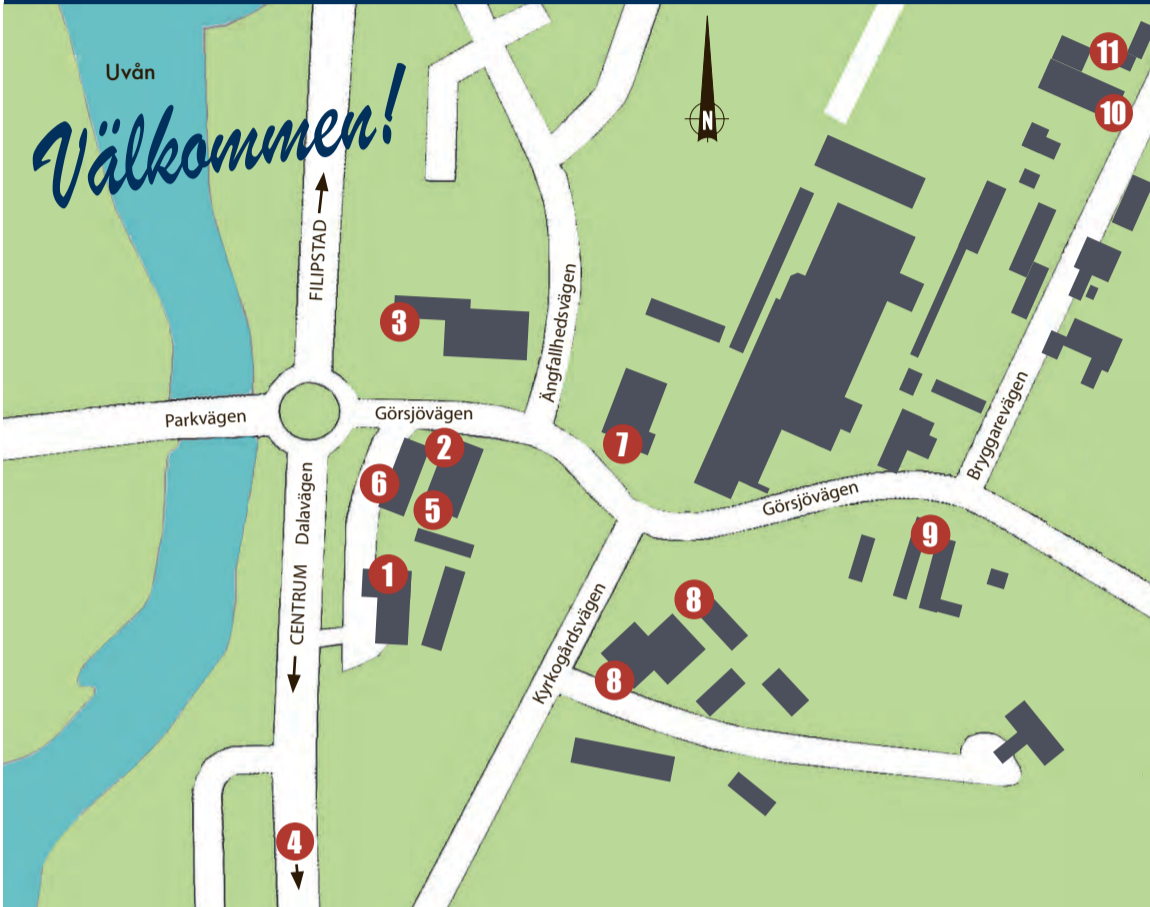 Uvån
Välkommen!
N
11
10
FILIPSTAD
3
Ängfallhedsvägen
Parkvägen
Görsjövägen
2
6
5
7
Bryggarevägen
Görsjövägen
Dalavägen
CENTRUM
9
1
8
Kyrkogårdsvägen
8
4